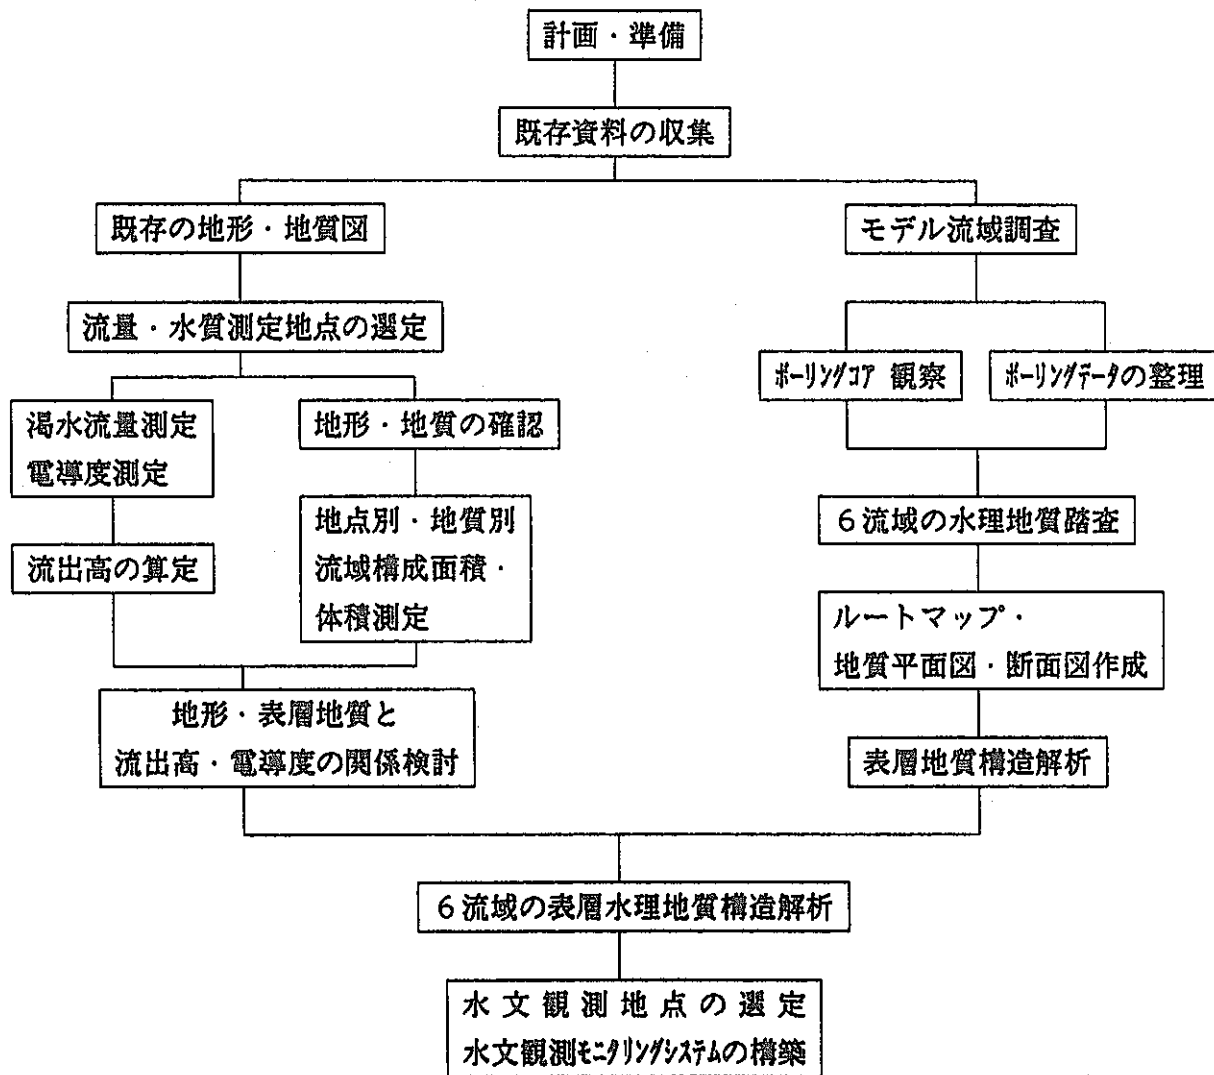 計画・準備
既存資料の収集
既存の地形・地質図
流量・水質測定地点の選定
渇水流量測定
電導度測定
流出高の算定
地形・地質の確認
地点別・地質別
流域構成面積・
体積測定
地形・表層地質と
流出高・電導度の関係検討
モデル流域調査
ﾎﾞｰﾘﾝｸﾞｺｱ 観察
ﾎﾞｰﾘﾝｸﾞﾃﾞｰﾀの整理
6流域の水理地質踏査
ルートマップ・
地質平面図・断面図作成
表層地質構造解析
6流域の表層水理地質構造解析
水文観測地点の選定
水文観測ﾓﾆﾀﾘﾝｸﾞｼｽﾃﾑの構築